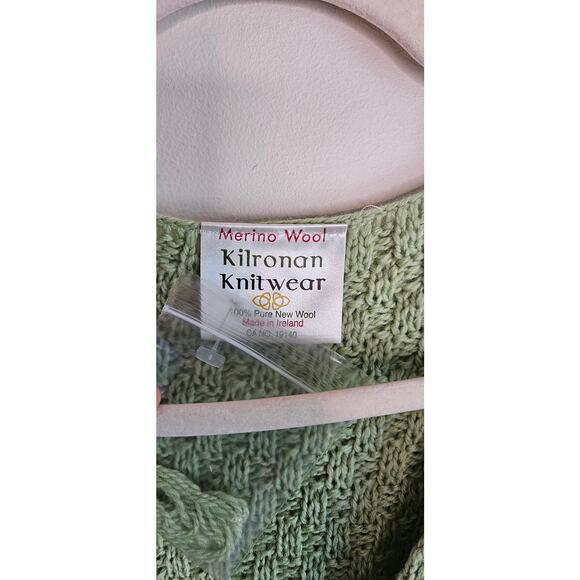 Merino Wool
Kilronan
Knitwear
100% Pure New Wool
Made in Ireland
CA NO. 19140